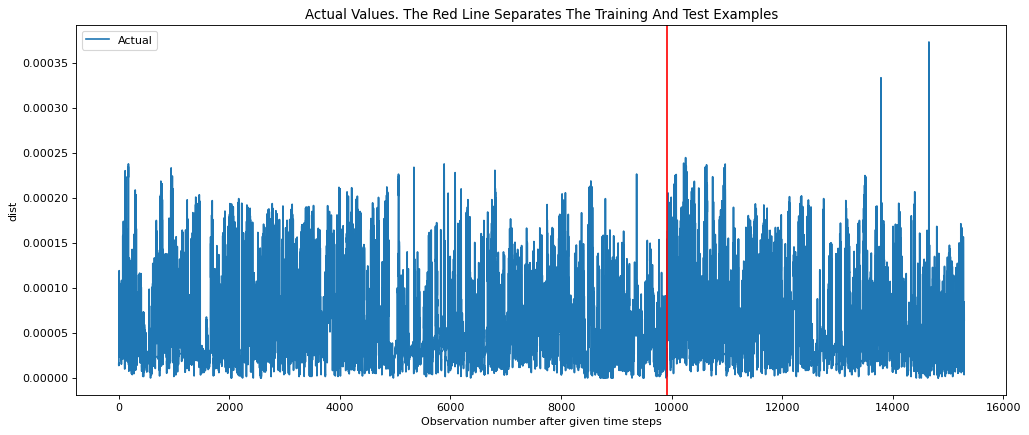 Actual Values. The Red Line Separates The Training And Test Examples
Actual
0.00035
0.00030
0.00025
0.00020
0.00015
0.00010
0.00005
0.00000
dist
0 2000 4000 6000 8000 10000 12000 14000 16000
Observation number after given time steps